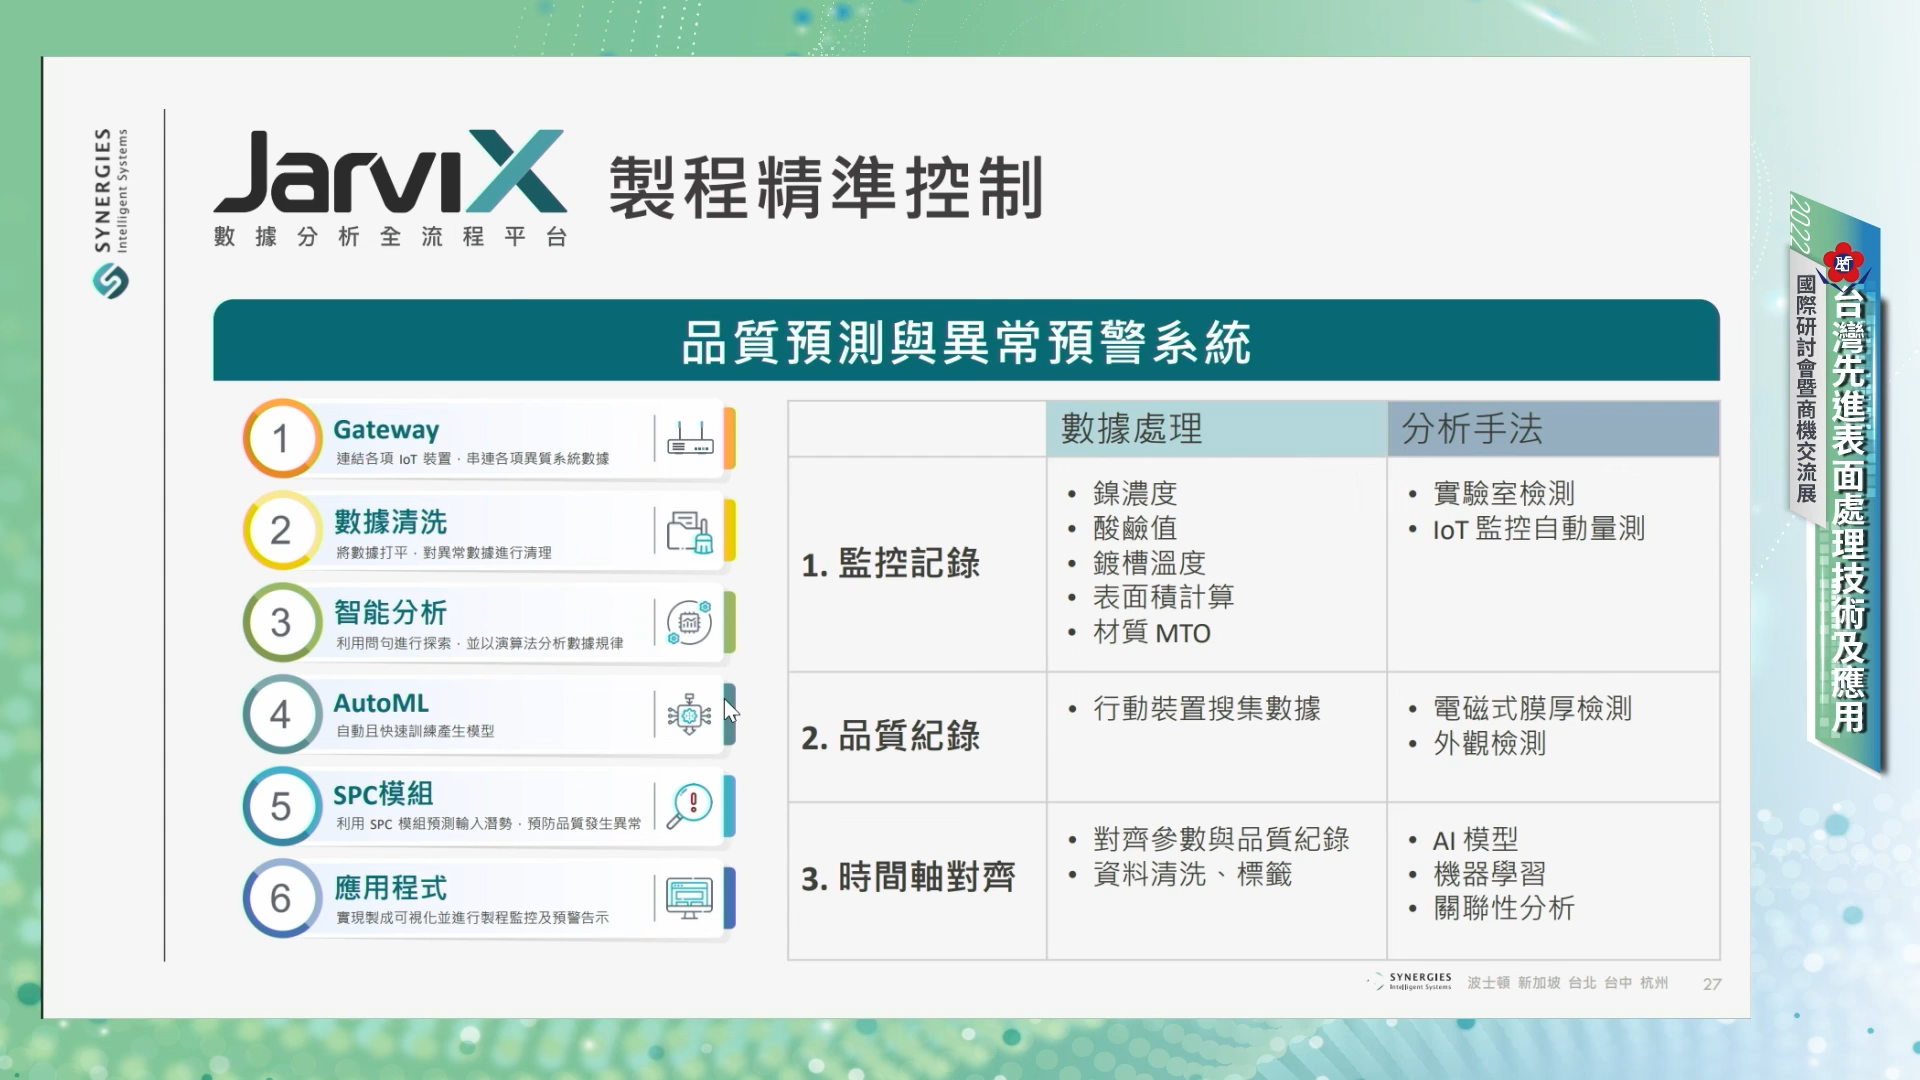 SYNERGIES
Intelligent Systems
JarviX
數據分析全流程平台
製程精準控制
品質預測與異常預警系統
1
Gateway
連結各項 IoT 裝置，串連各項異質系統數據
2
數據清洗
將數據打平，對異常數據進行清理
3
智能分析
利用問句進行探索，並以演算法分析數據規律
4
AutoML
自動且快速訓練產生模型
5
SPC模組
利用 SPC 模組預測輸入潛勢，預防品質發生異常
6
應用程式
實現製成可視化並進行製程監控及預警告示
數據處理
分析手法
1. 監控記錄
• 鎳濃度
• 酸鹼值
• 鍍槽溫度
• 表面積計算
• 材質 MTO
• 實驗室檢測
• IoT 監控自動量測
2. 品質紀錄
• 行動裝置搜集數據
• 電磁式膜厚檢測
• 外觀檢測
3. 時間軸對齊
• 對齊參數與品質紀錄
• 資料清洗、標籤
• AI 模型
• 機器學習
• 關聯性分析
SYNERGIES
Intelligent Systems
波士頓 新加坡 台北 台中 杭州
27
2022
台灣先進表面處理技術及應用
國際研討會暨商機交流展